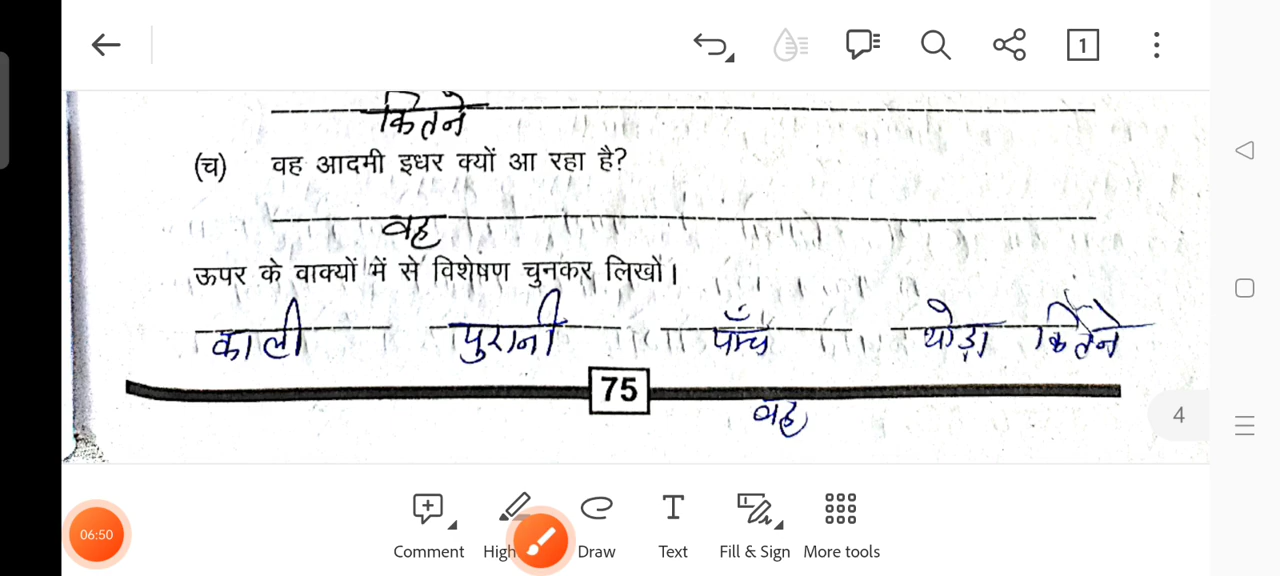 1
कितने
(च) वह आदमी इधर क्यों आ रहा है?
वह
ऊपर के वाक्यों में से विशेषण चुनकर लिखो।
काली पुरानी पाँच थोड़ा कितने
75
वह
4
06:50
Comment High Draw Text Fill & Sign More tools